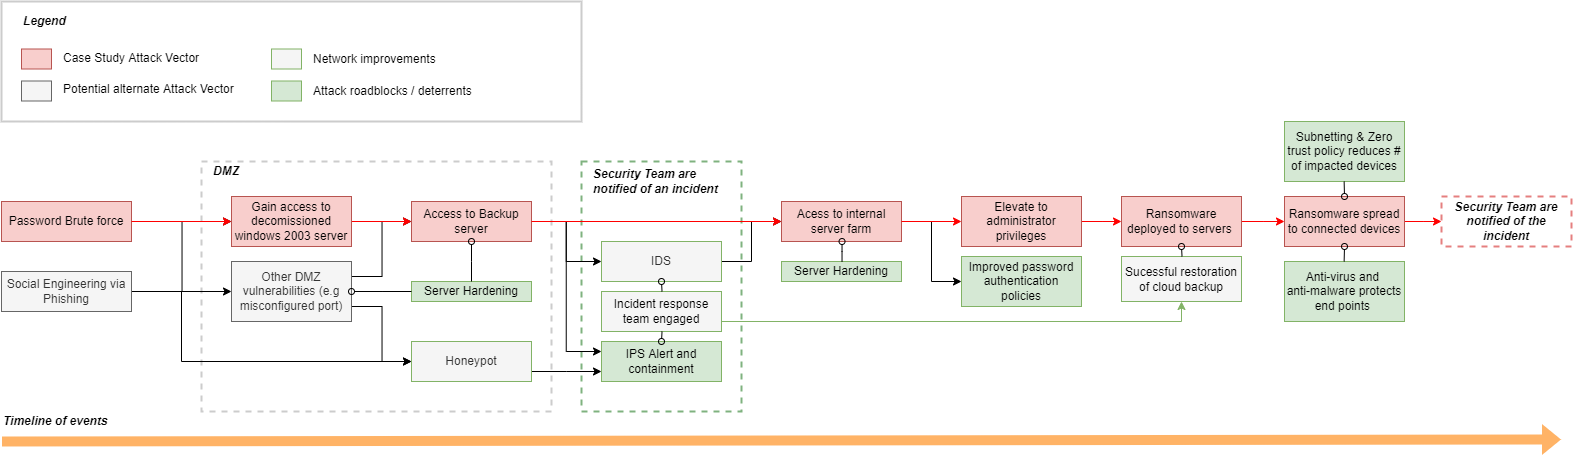 Legend
Case Study Attack Vector
Network improvements
Potential alternate Attack Vector
Attack roadblocks / deterrents
Subnetting & Zero
trust policy reduces #
of impacted devices
DMZ
Security Team are
notified of an incident
Password Brute force
Gain access to
decomissioned
windows 2003 server
Access to Backup
server
Acess to internal
server farm
Elevate to
administrator
privileges
Ransomware
deployed to servers
Ransomware spread
to connected devices
Security Team are
notified of the
incident
Social Engineering via
Phishing
Other DMZ
vulnerabilities (e.g
misconfigured port)
Server Hardening
IDS
Server Hardening
Improved password
authentication
policies
Sucessful restoration
of cloud backup
Anti-virus and
anti-malware protects
end points
Incident response
team engaged
Honeypot
IPS Alert and
containment
Timeline of events